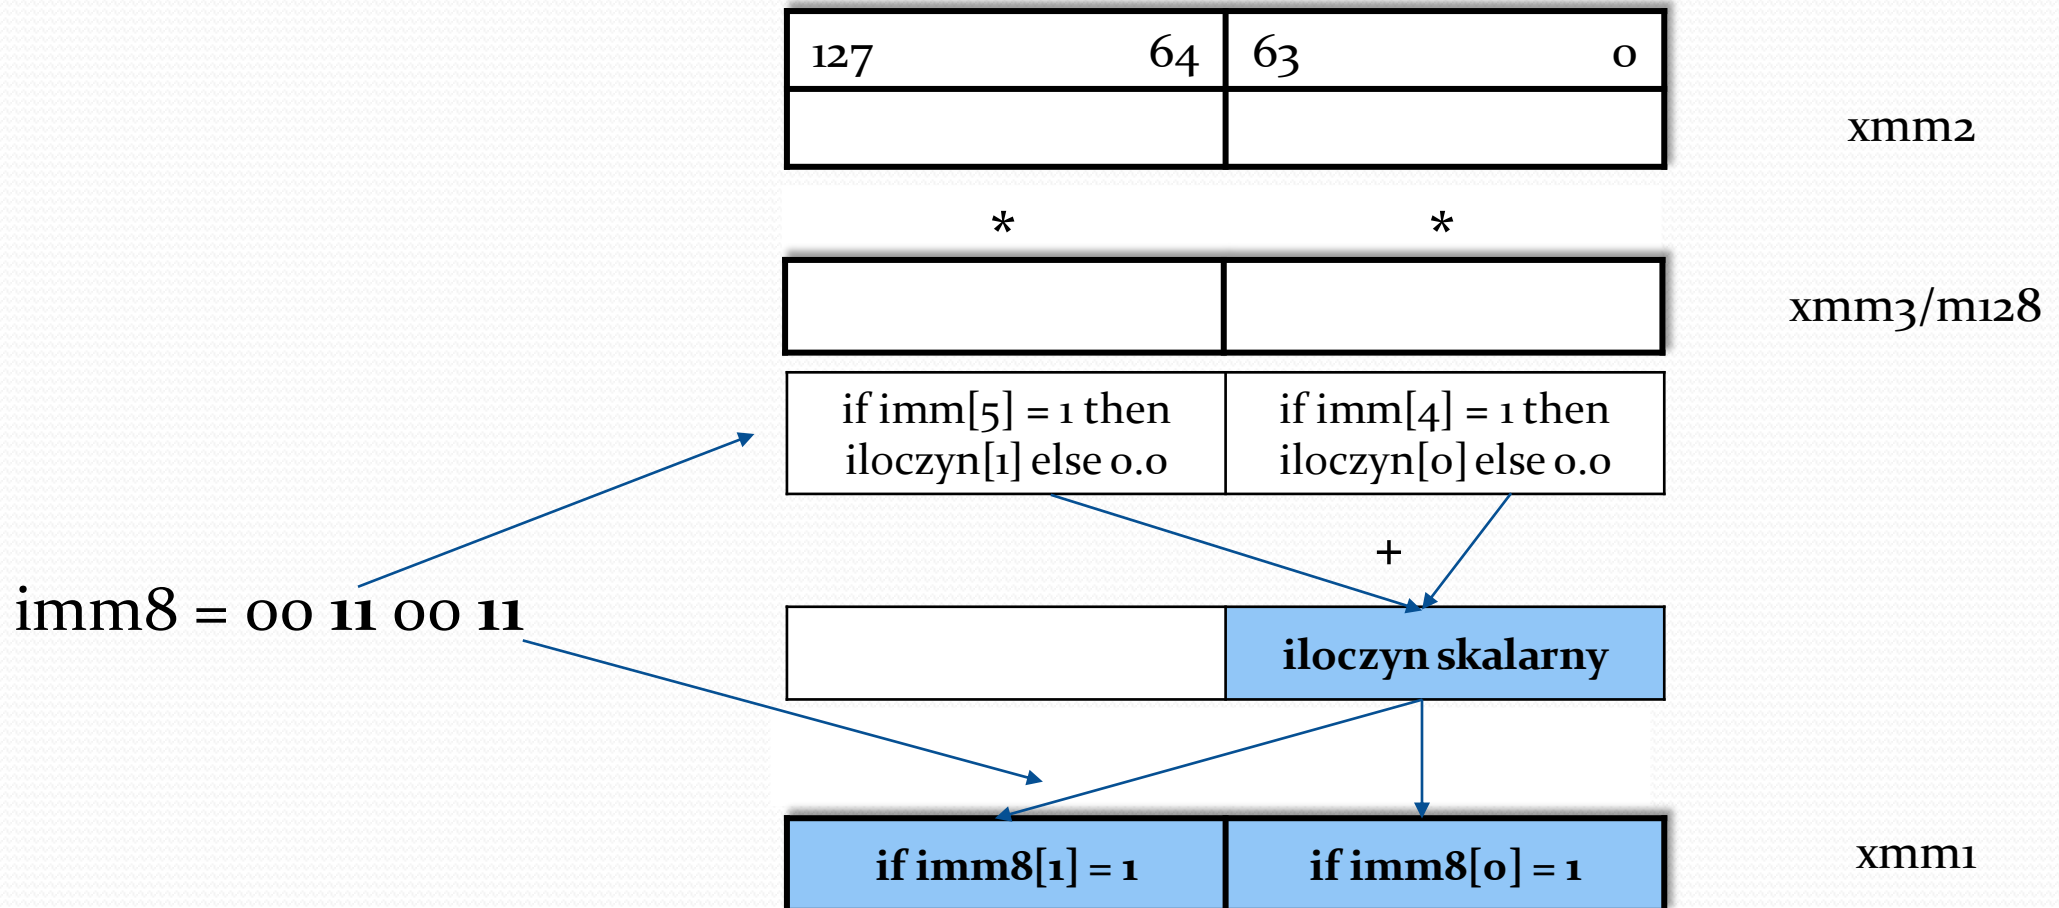 127 64 63 0
xmm2
* *
xmm3/m128
if imm[5] = 1 then
iloczyn[1] else 0.0
if imm[4] = 1 then
iloczyn[0] else 0.0
+
imm8 = 00 11 00 11
iloczyn skalarny
if imm8[1] = 1
if imm8[0] = 1
xmm1